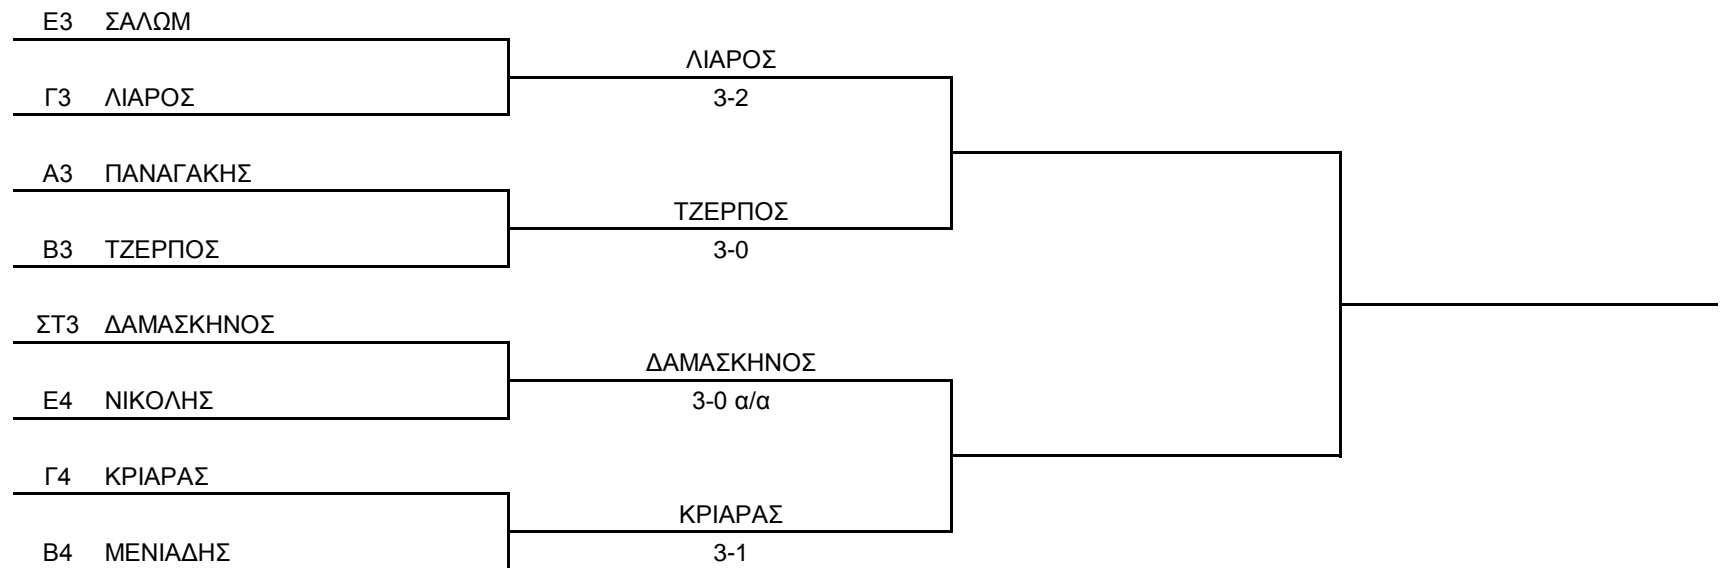 Ε3 ΣΑΛΩΜ
ΛΙΑΡΟΣ
Γ3 ΛΙΑΡΟΣ
3-2
Α3 ΠΑΝΑΓΑΚΗΣ
ΤΖΕΡΠΟΣ
Β3 ΤΖΕΡΠΟΣ
3-0
ΣΤ3 ΔΑΜΑΣΚΗΝΟΣ
ΔΑΜΑΣΚΗΝΟΣ
Ε4 ΝΙΚΟΛΗΣ
3-0 α/α
Γ4 ΚΡΙΑΡΑΣ
ΚΡΙΑΡΑΣ
Β4 ΜΕΝΙΑΔΗΣ
3-1